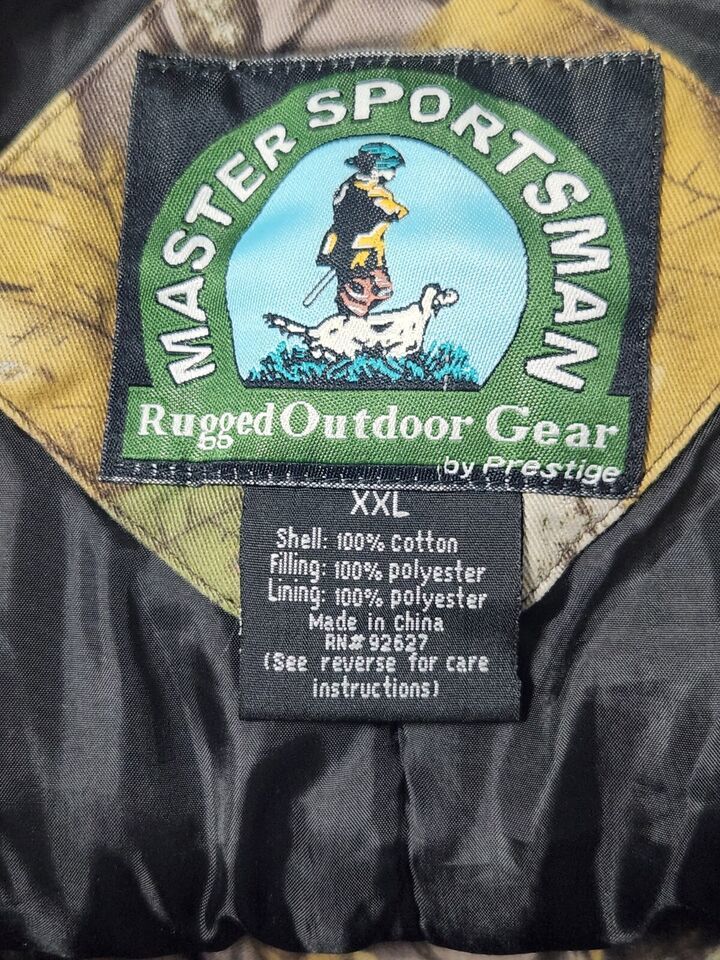 MASTER SPORTSMAN
Rugged Outdoor Gear
by Prestige
XXL
Shell: 100% Cotton
Filling: 100% polyester
Lining: 100% polyester
Made in China
RN# 92627
(See reverse for care
instructions)